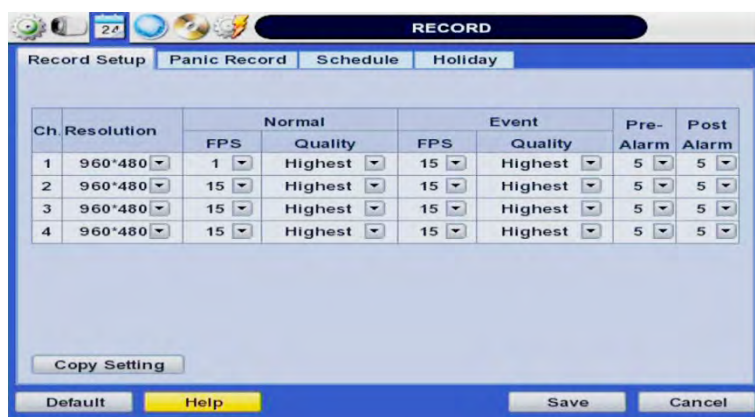 24
RECORD
Record Setup Panic Record Schedule Holiday
Ch. Resolution Normal Event Pre-Alarm Post Alarm
FPS Quality FPS Quality
1 960*480 1 Highest 15 Highest 5 5
2 960*480 15 Highest 15 Highest 5 5
3 960*480 15 Highest 15 Highest 5 5
4 960*480 15 Highest 15 Highest 5 5
Copy Setting
Default Help Save Cancel